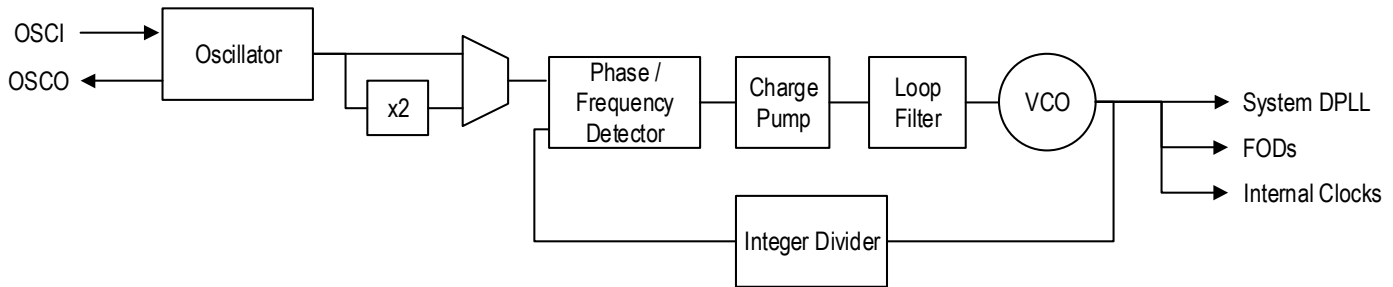 OSCI
OSCO
Oscillator
x2
Phase /
Frequency
Detector
Charge
Pump
Loop
Filter
VCO
System DPLL
FODs
Internal Clocks
Integer Divider